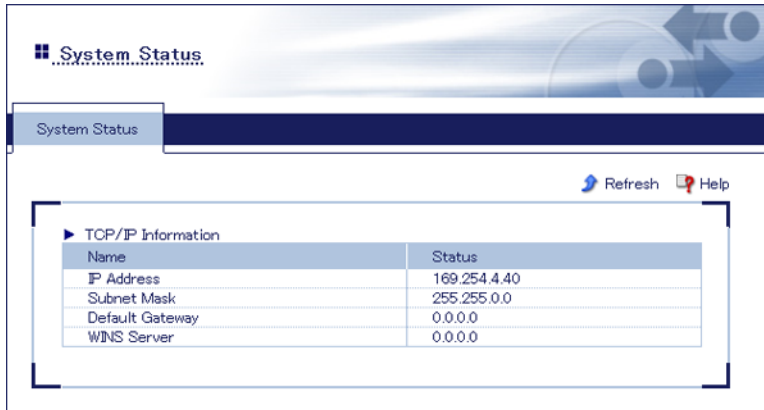 System Status
System Status
Refresh Help
TCP/IP Information
Name Status
IP Address 169.254.4.40
Subnet Mask 255.255.0.0
Default Gateway 0.0.0.0
WINS Server 0.0.0.0